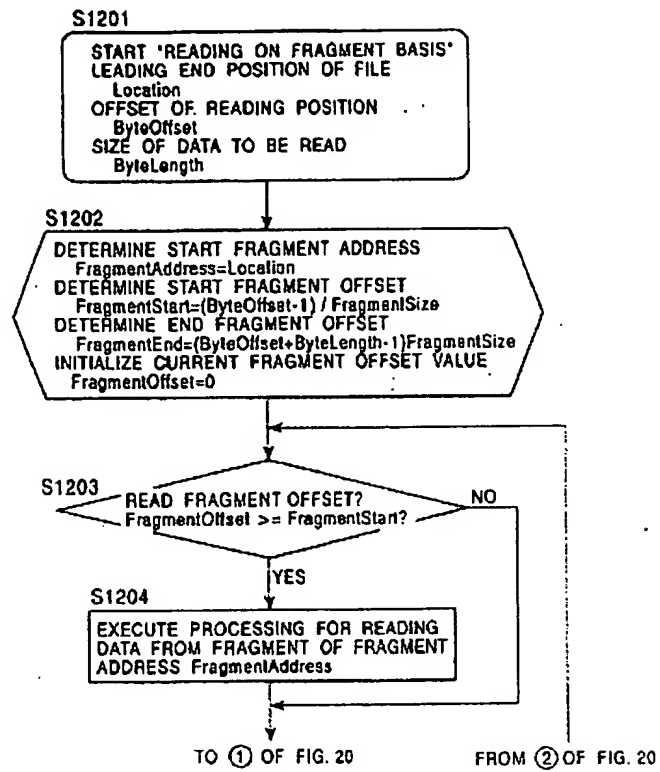 S1201
START "READING ON FRAGMENT BASIS"
LEADING END POSITION OF FILE
Location
OFFSET OF READING POSITION
ByteOffset
SIZE OF DATA TO BE READ
ByteLength
S1202
DETERMINE START FRAGMENT ADDRESS
FragmentAddress=Location
DETERMINE START FRAGMENT OFFSET
FragmentStart=(ByteOffset-1) / FragmentSize
DETERMINE END FRAGMENT OFFSET
FragmentEnd=(ByteOffset+ByteLength-1)FragmentSize
INITIALIZE CURRENT FRAGMENT OFFSET VALUE
FragmentOffset=0
S1203
READ FRAGMENT OFFSET?
FragmentOffset >= FragmentStart?
NO
YES
S1204
EXECUTE PROCESSING FOR READING
DATA FROM FRAGMENT OF FRAGMENT
ADDRESS FragmentAddress
TO ① OF FIG. 20
FROM ② OF FIG. 20